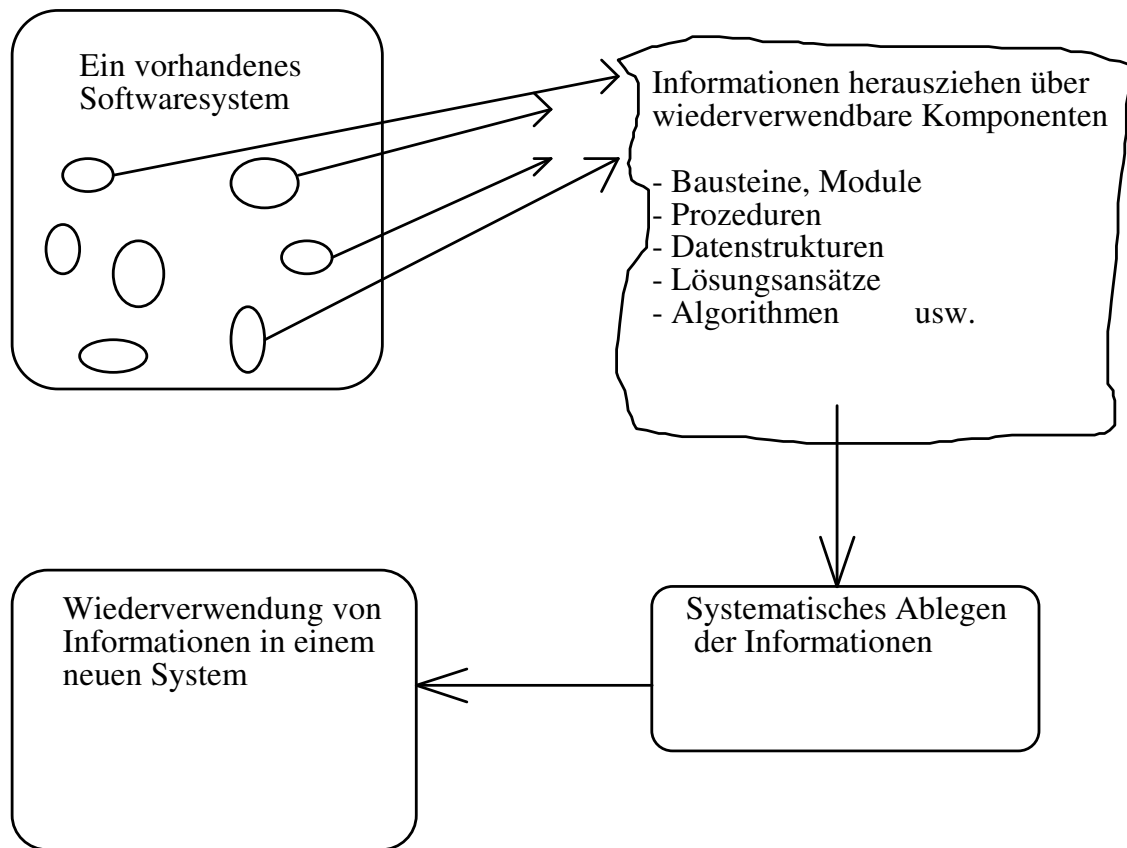 Ein vorhandenes
Softwaresystem
Informationen herausziehen über
wiederverwendbare Komponenten
- Bausteine, Module
- Prozeduren
- Datenstrukturen
- Lösungsansätze
- Algorithmen usw.
Systematisches Ablegen
der Informationen
Wiederverwendung von
Informationen in einem
neuen System